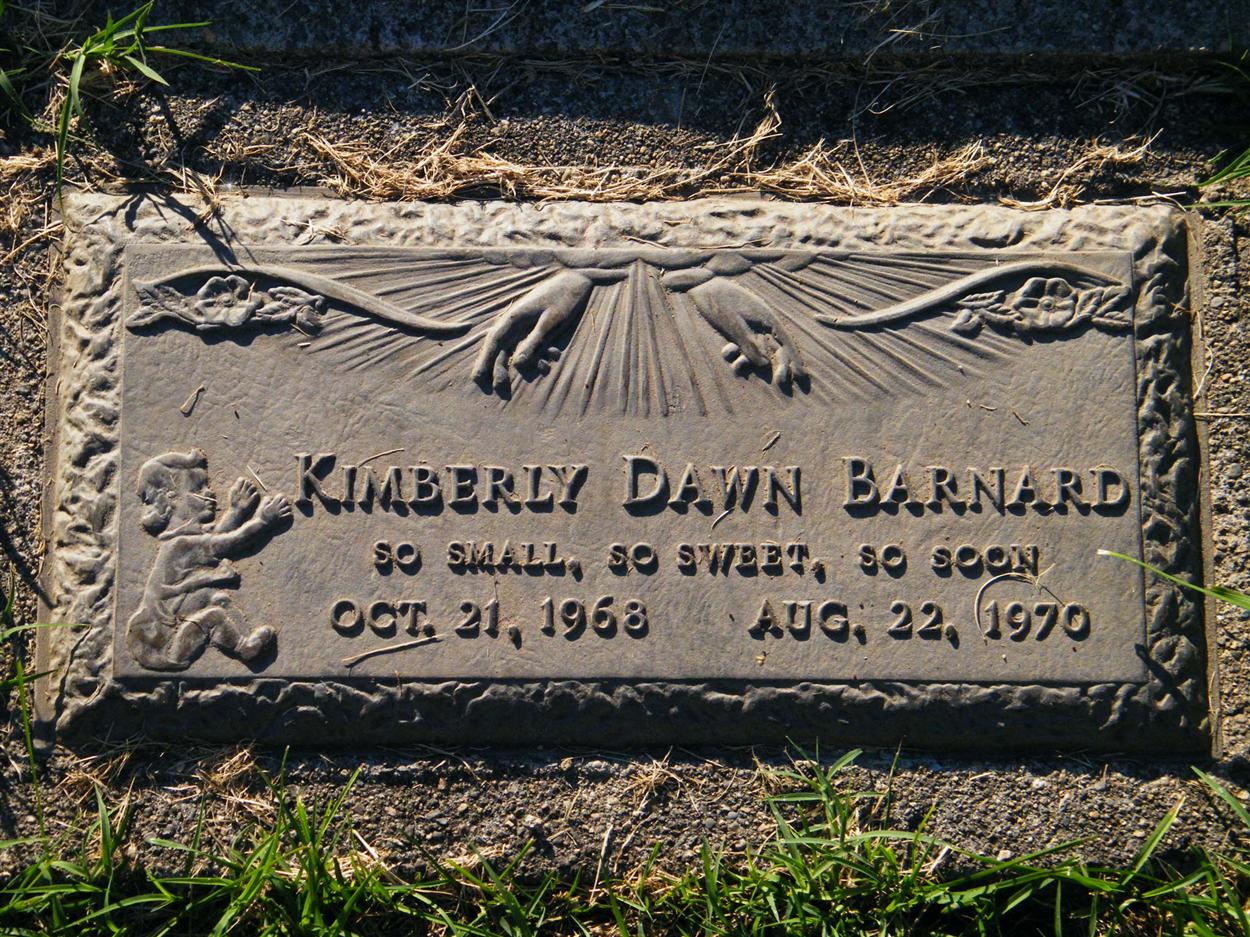 KIMBERLY DAWN BARNARD
SO SMALL, SO SWEET, SO SOON
OCT. 21, 1968 AUG. 22, 1970